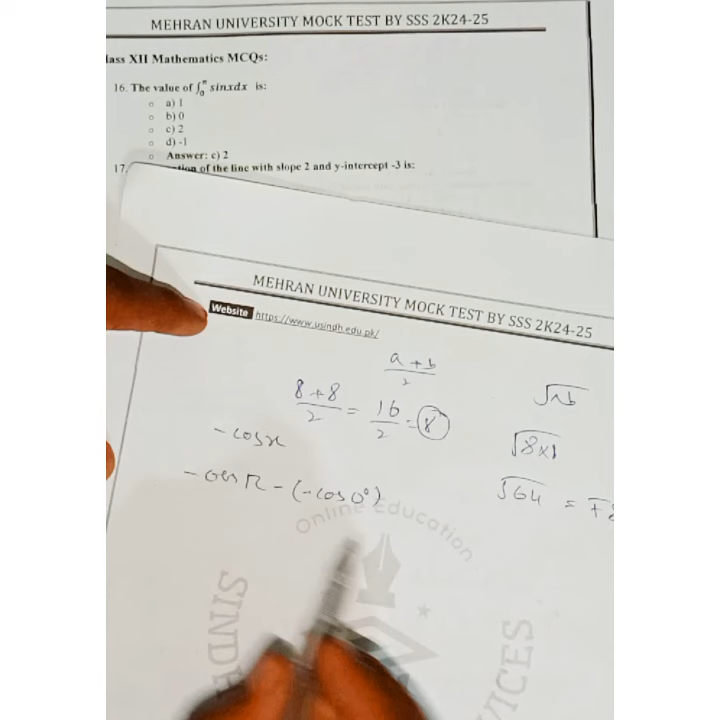 MEHRAN UNIVERSITY MOCK TEST BY SSS 2K24-25
lass XII Mathematics MCQs:
16. The value of ∫₀^π sinxdx is:
a) 1
b) 0
c) 2
d) -1
Answer: c) 2
17. of the line with slope 2 and y-intercept -3 is:
MEHRAN UNIVERSITY MOCK TEST BY SSS 2K24-25
Website https://www.usindh.edu.pk/
a + b / 2
8 + 8 / 2 = 16 / 2 = 8
√ab
-cosx
√8x
-cos π - (-cos 0°)
√64 = +8
Online Education
SINDH
VICES